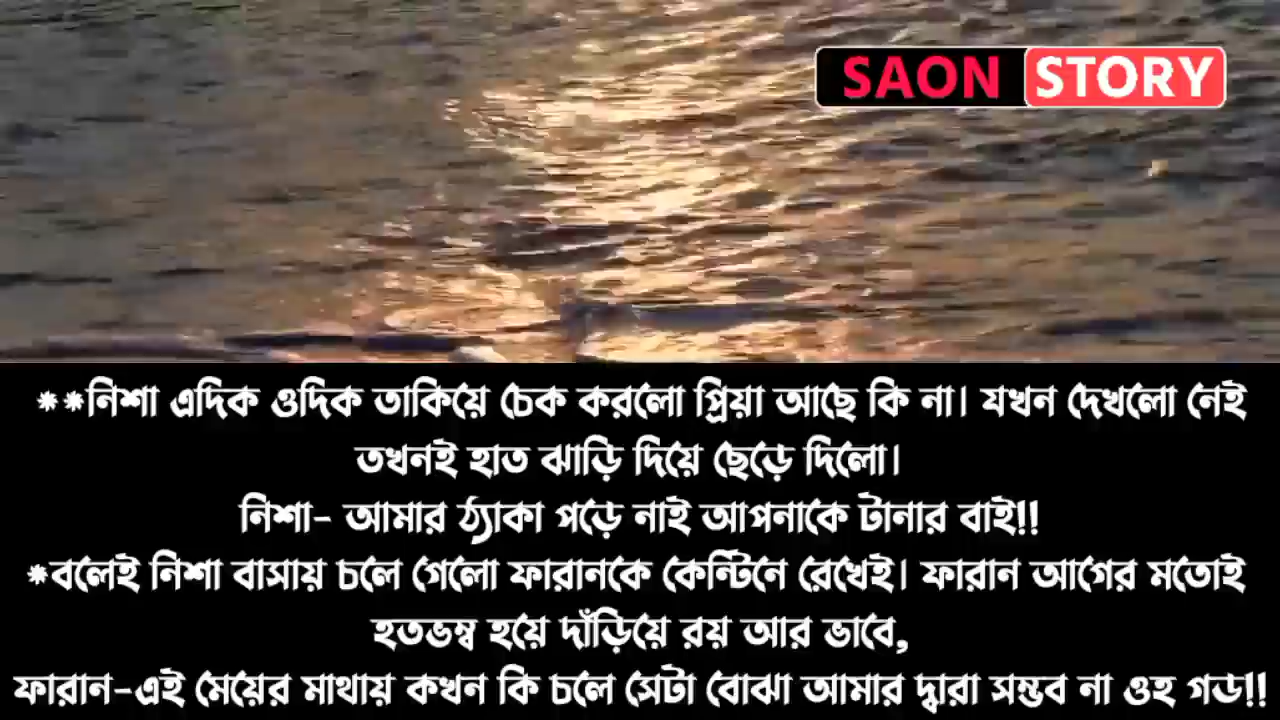 SAON STORY
**নিশা এদিক ওদিক তাকিয়ে চেক করলো প্রিয়া আছে কি না। যখন দেখলো নেই
তখনই হাত ঝাড়ি দিয়ে ছেড়ে দিলো।
নিশা- আমার ঠ্যাকা পড়ে নাই আপনাকে টানার বাই!!
*বলেই নিশা বাসায় চলে গেলো ফারানকে কেন্টিনে রেখেই। ফারান আগের মতোই
হতভম্ব হয়ে দাঁড়িয়ে রয় আর ভাবে,
ফারান-এই মেয়ের মাথায় কখন কি চলে সেটা বোঝা আমার দ্বারা সম্ভব না ওহ গড!!